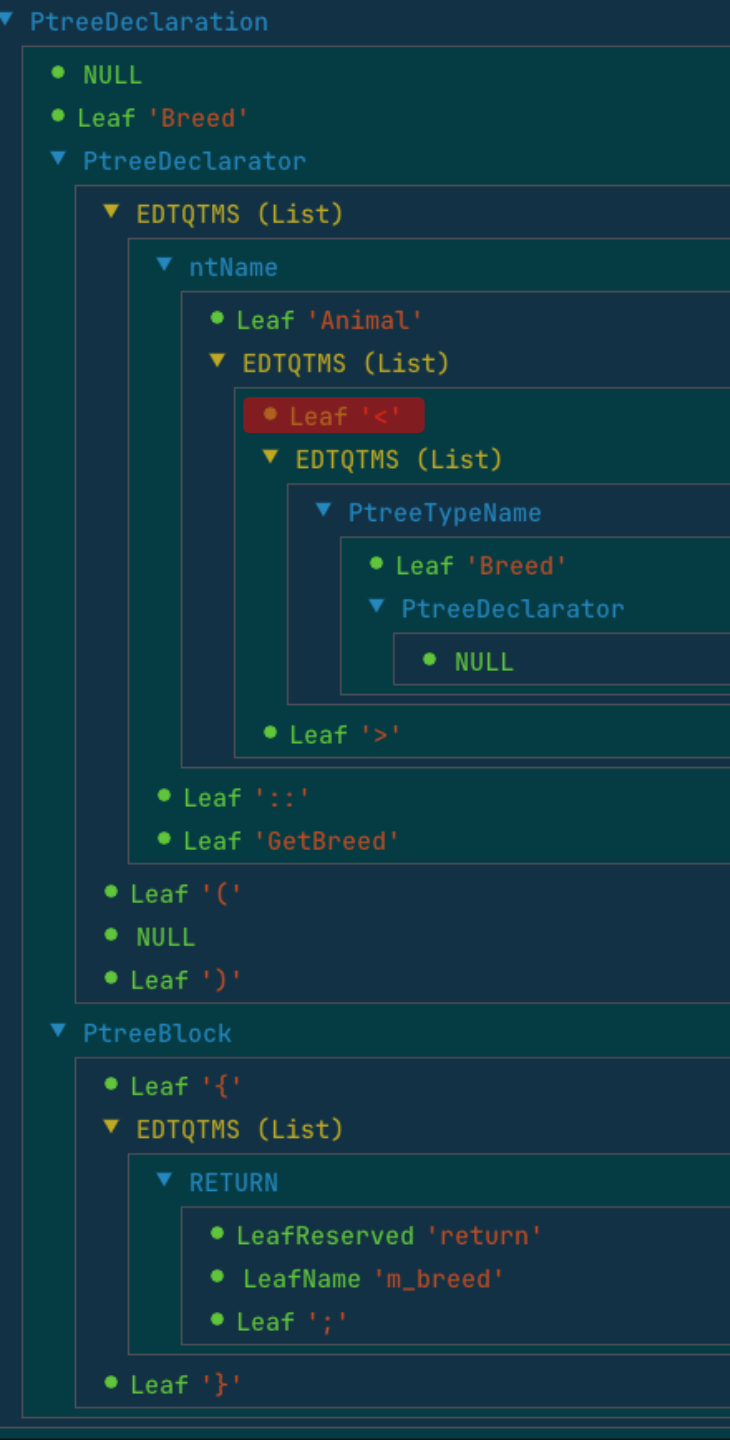 PtreeDeclaration
NULL
Leaf 'Breed'
PtreeDeclarator
EDTQTMS (List)
ntName
Leaf 'Animal'
EDTQTMS (List)
Leaf '<'
EDTQTMS (List)
PtreeTypeName
Leaf 'Breed'
PtreeDeclarator
NULL
Leaf '>'
Leaf '::'
Leaf 'GetBreed'
Leaf '('
NULL
Leaf ')'
PtreeBlock
Leaf '{'
EDTQTMS (List)
RETURN
LeafReserved 'return'
LeafName 'm_breed'
Leaf ';'
Leaf '}'